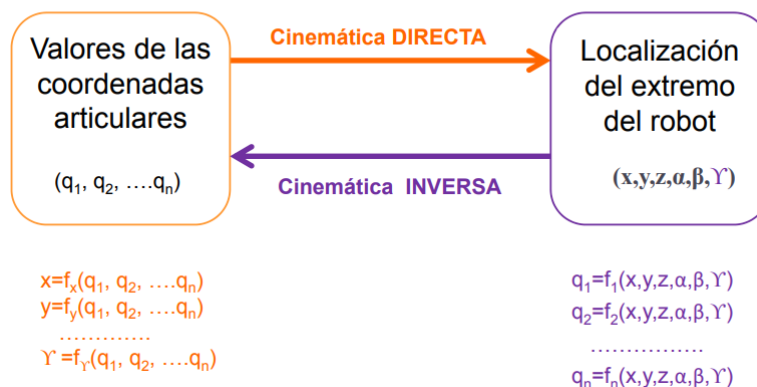 Valores de las
coordenadas
articulares
(q₁, q₂, ….qₙ)
Cinemática DIRECTA
Cinemática INVERSA
Localización
del extremo
del robot
(x,y,z,α,β,ϒ)
x=fₓ(q₁, q₂, ….qₙ)
y=fᵧ(q₁, q₂, ….qₙ)
.............
ϒ =fϒ(q₁, q₂, ….qₙ)
q₁=f₁(x,y,z,α,β,ϒ)
q₂=f₂(x,y,z,α,β,ϒ)
................
qₙ=fₙ(x,y,z,α,β,ϒ)